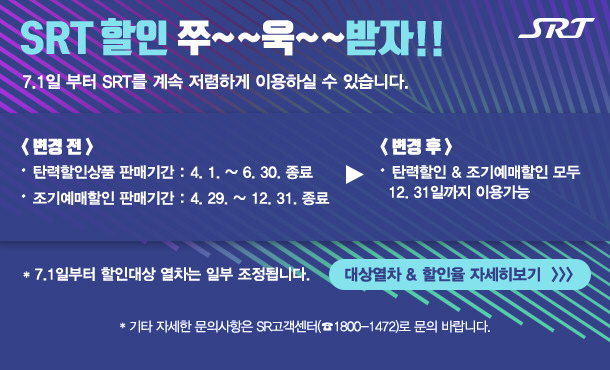 SRT 할인 쭈~~욱~~받자!!
SRT
7.1일 부터 SRT를 계속 저렴하게 이용하실 수 있습니다.
< 변경 전 >
· 탄력할인상품 판매기간 : 4. 1. ~ 6. 30. 종료
· 조기예매할인 판매기간 : 4. 29. ~ 12. 31. 종료
▶
< 변경 후 >
· 탄력할인 & 조기예매할인 모두
12. 31일까지 이용가능
* 7.1일부터 할인대상 열차는 일부 조정됩니다.
대상열차 & 할인율 자세히보기 >>>
* 기타 자세한 문의사항은 SR고객센터(☎1800-1472)로 문의 바랍니다.